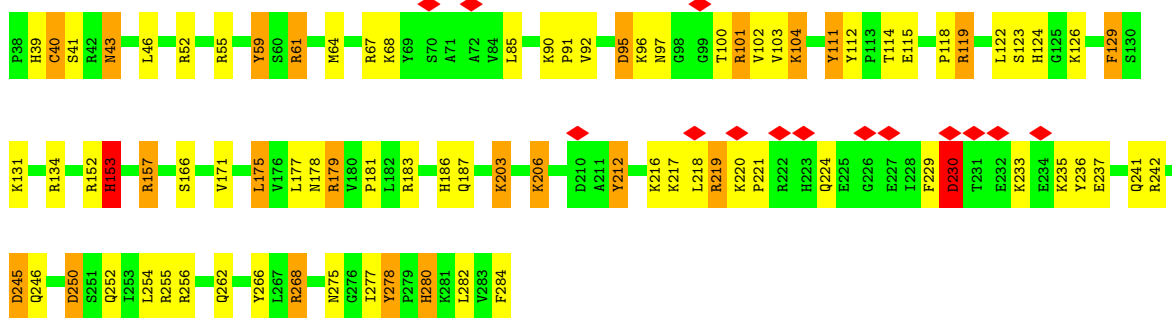 P38 H39 C40 S41 R42 N43 L46 R52 R55 Y59 S60 R61 M64 R67 K68 Y69 S70 A71 A72 V84 L85 K90 P91 V92 D95 K96 N97 G98 G99 T100 R101 V102 V103 K104 Y111 Y112 P113 T114 E115 P118 R119 L122 S123 H124 G125 K126 F129 S130
K131 R134 R152 H153 R157 S166 V171 L175 V176 L177 N178 R179 V180 P181 L182 R183 H186 Q187 K203 K206 D210 A211 Y212 K216 K217 L218 R219 K220 P221 R222 H223 Q224 E225 G226 E227 I228 F229 D230 T231 E232 K233 E234 K235 Y236 E237 Q241 R242
D245 Q246 D250 S251 Q252 I253 L254 R255 R256 Q262 Y266 L267 R268 N275 G276 I277 Y278 P279 H280 K281 L282 V283 F284